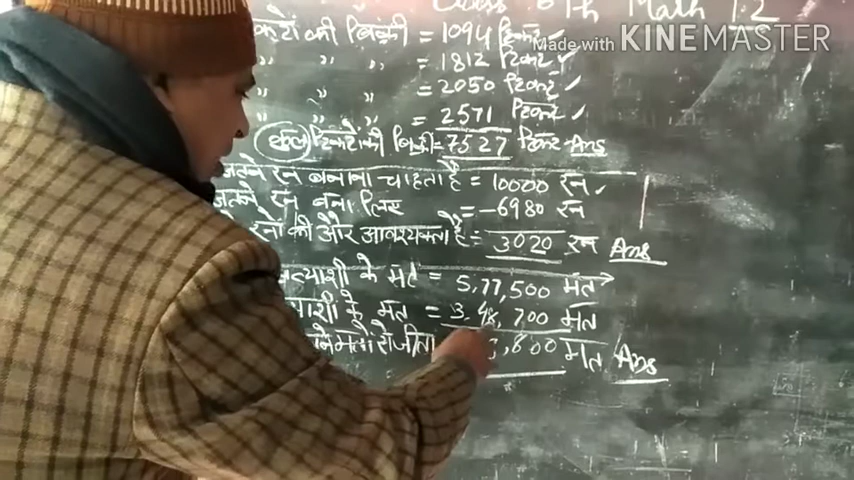 Class 6th Math 1.2
Made with KINEMASTER
टिकटों की बिक्री = 1094 टिकट ✓
" " " = 1812 टिकट ✓
" " " = 2050 टिकट ✓
" " " = 2571 टिकट ✓
कुल टिकटों की बिक्री = 7527 टिकट Ans
जितने रन बनाना चाहता है = 10000 रन ✓
जितने रन बना लिए = -6980 रन
रनों की और आवश्यकता है = 3020 रन Ans
के मत = 5,77,500 मत
के मत = 3,48,700 मत
मतों से जीता ,800 मत Ans